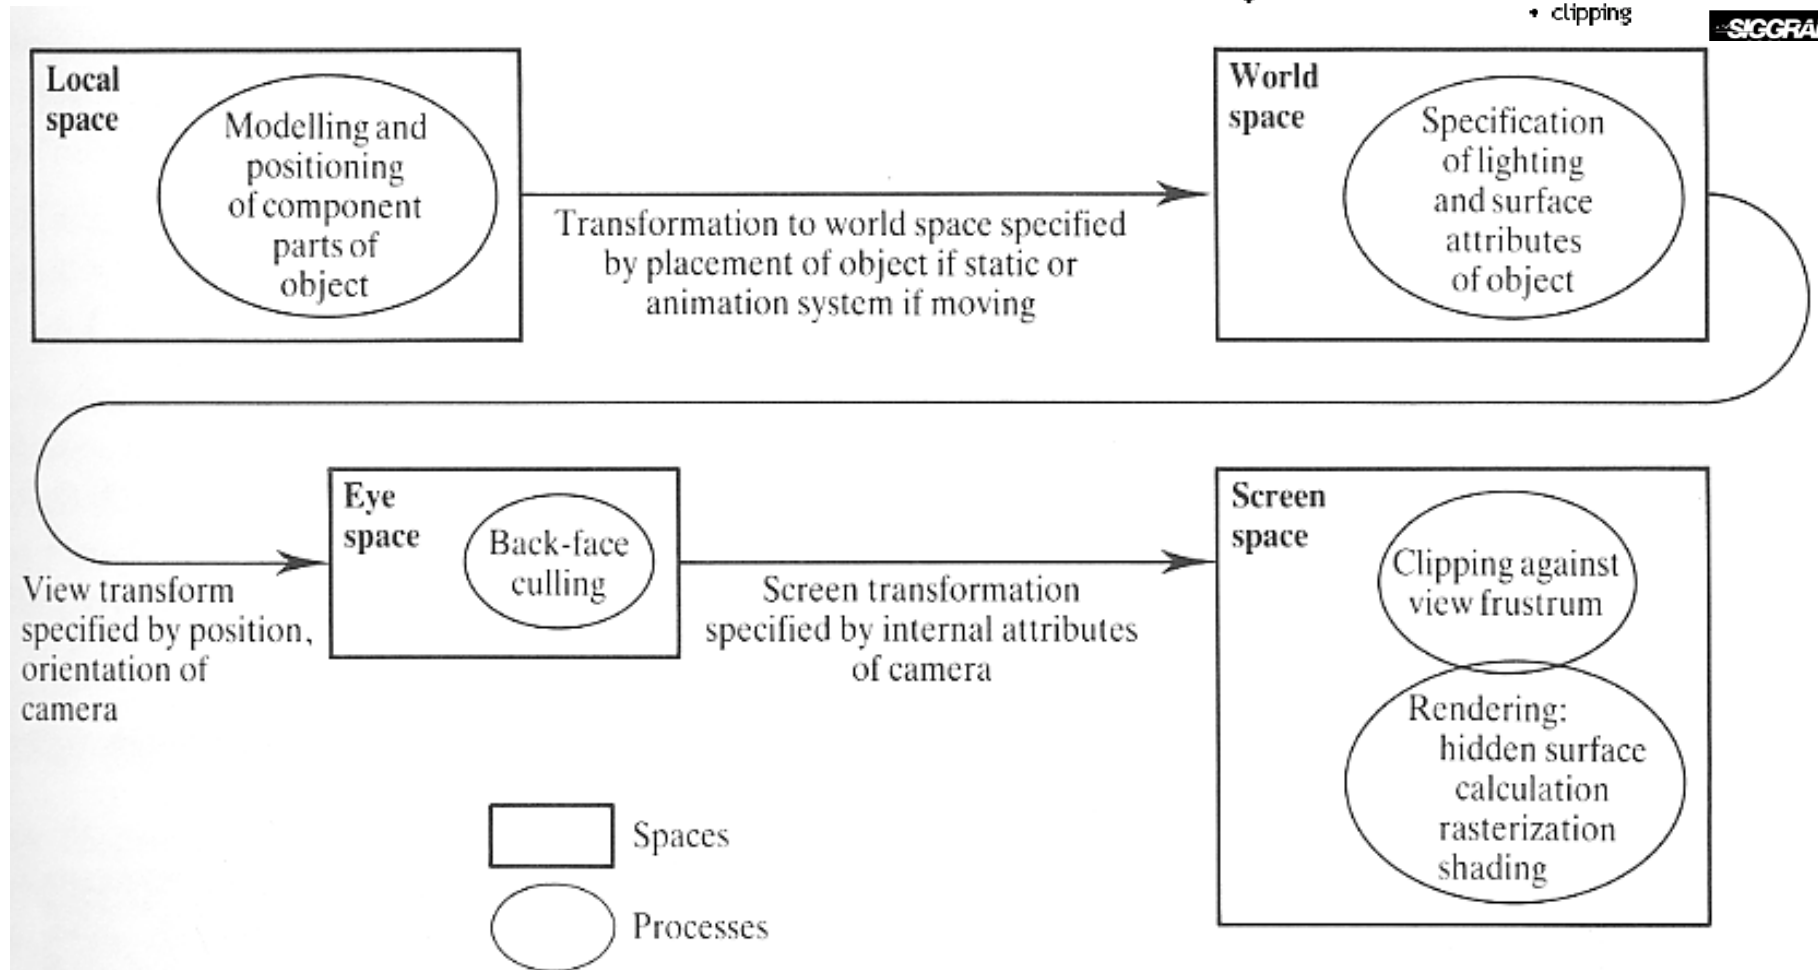 • clipping
Local
space
Modelling and
positioning
of component
parts of
object
Transformation to world space specified
by placement of object if static or
animation system if moving
World
space
Specification
of lighting
and surface
attributes
of object
View transform
specified by position,
orientation of
camera
Eye
space
Back-face
culling
Screen transformation
specified by internal attributes
of camera
Screen
space
Clipping against
view frustrum
Rendering:
hidden surface
calculation
rasterization
shading
Spaces
Processes